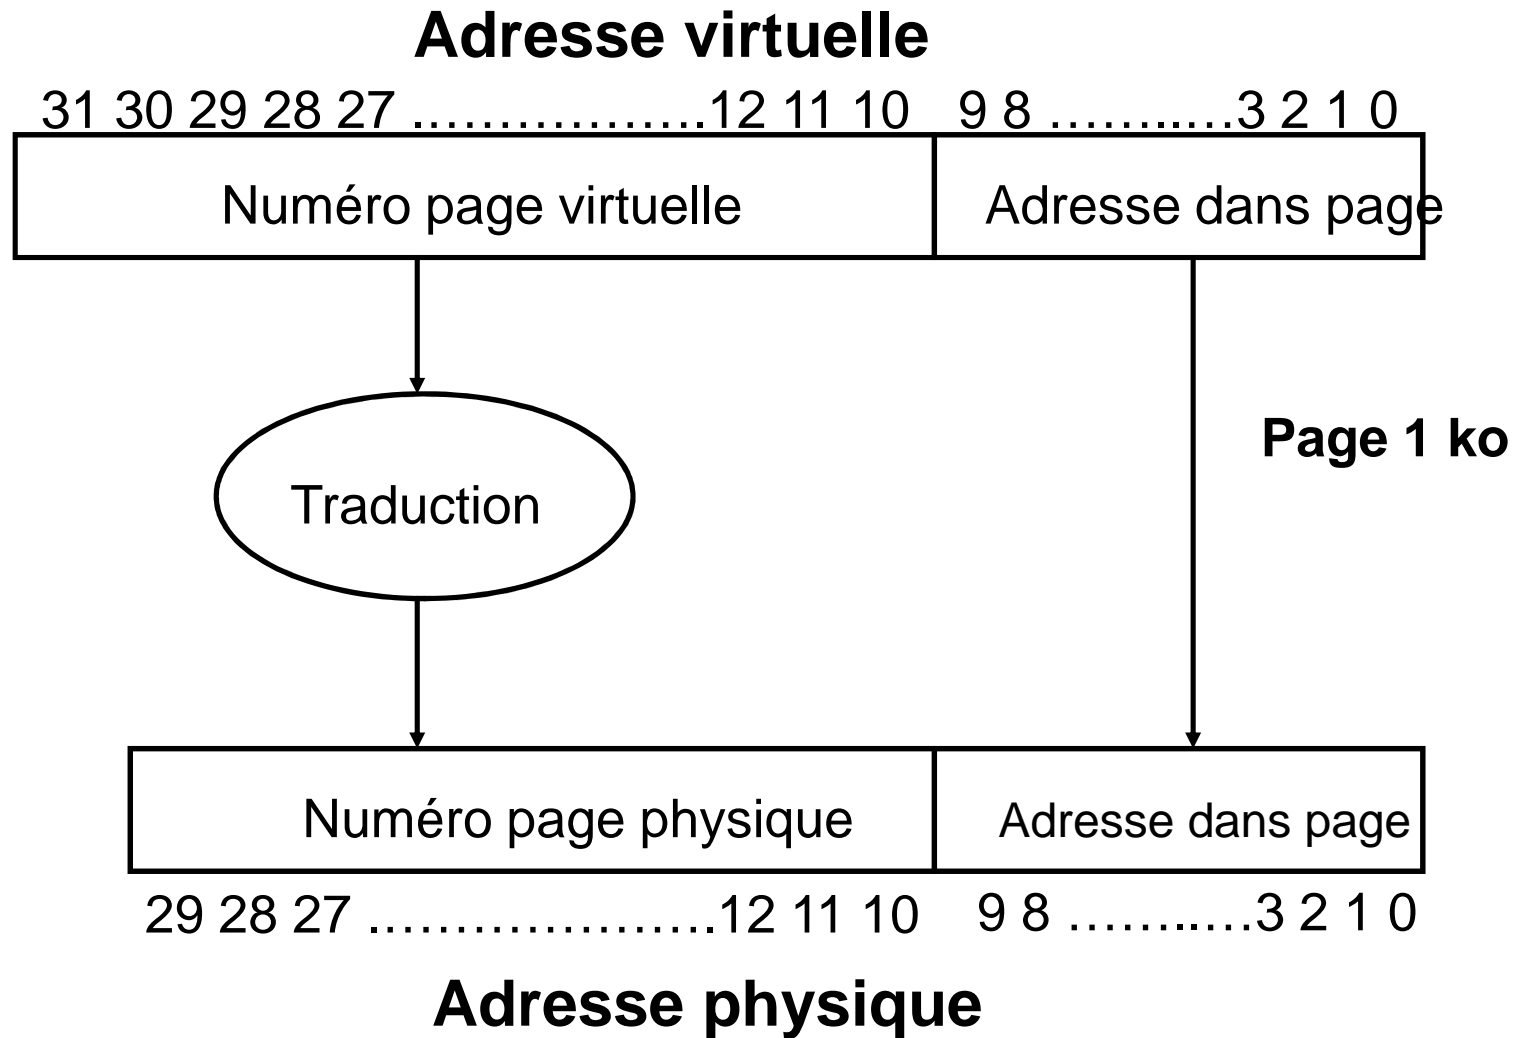 Adresse virtuelle
31 30 29 28 27 ……………….12 11 10 9 8 ……..…3 2 1 0
Numéro page virtuelle Adresse dans page
Page 1 ko
Traduction
Numéro page physique Adresse dans page
29 28 27 ………………….12 11 10 9 8 ……..…3 2 1 0
Adresse physique